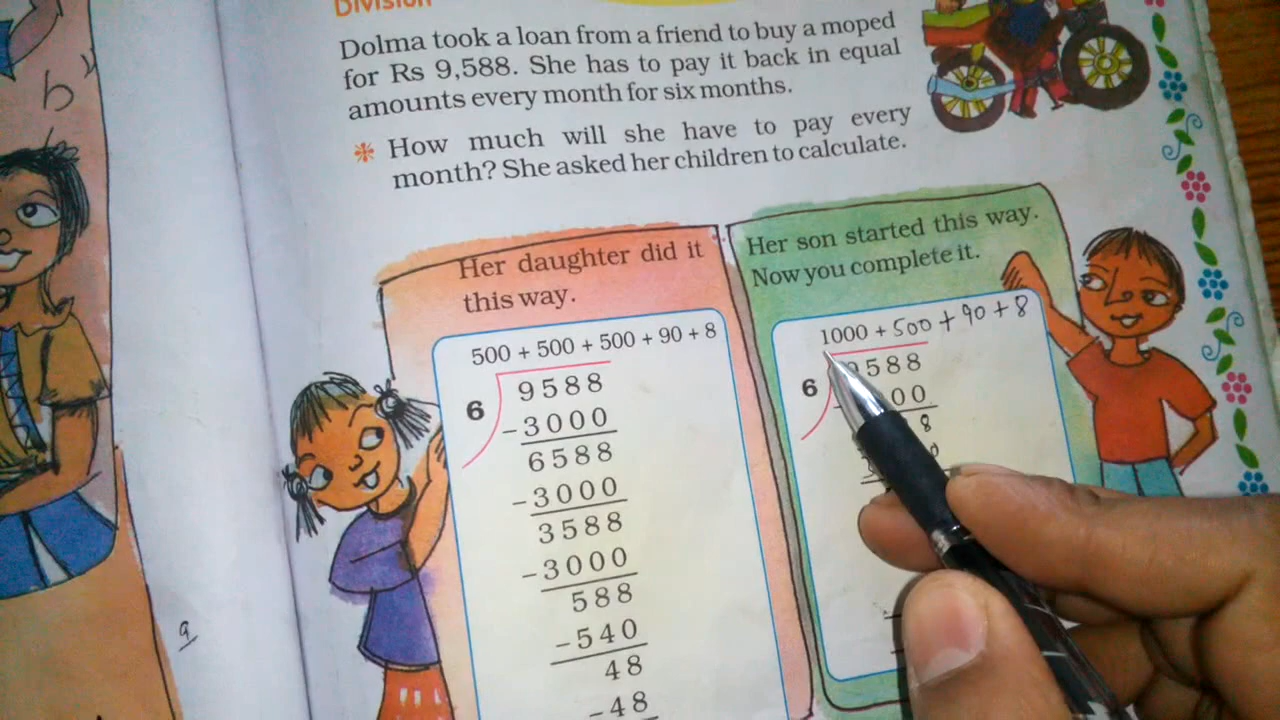 Division
Dolma took a loan from a friend to buy a moped
for Rs 9,588. She has to pay it back in equal
amounts every month for six months.
How much will she have to pay every
month? She asked her children to calculate.
b
Her daughter did it
this way.
500 + 500 + 500 + 90 + 8
6
9588
-3000
6588
-3000
3588
-3000
588
-540
48
-48
Her son started this way.
Now you complete it.
1000 + 500 + 90 + 8
6
588
00
8
0
9